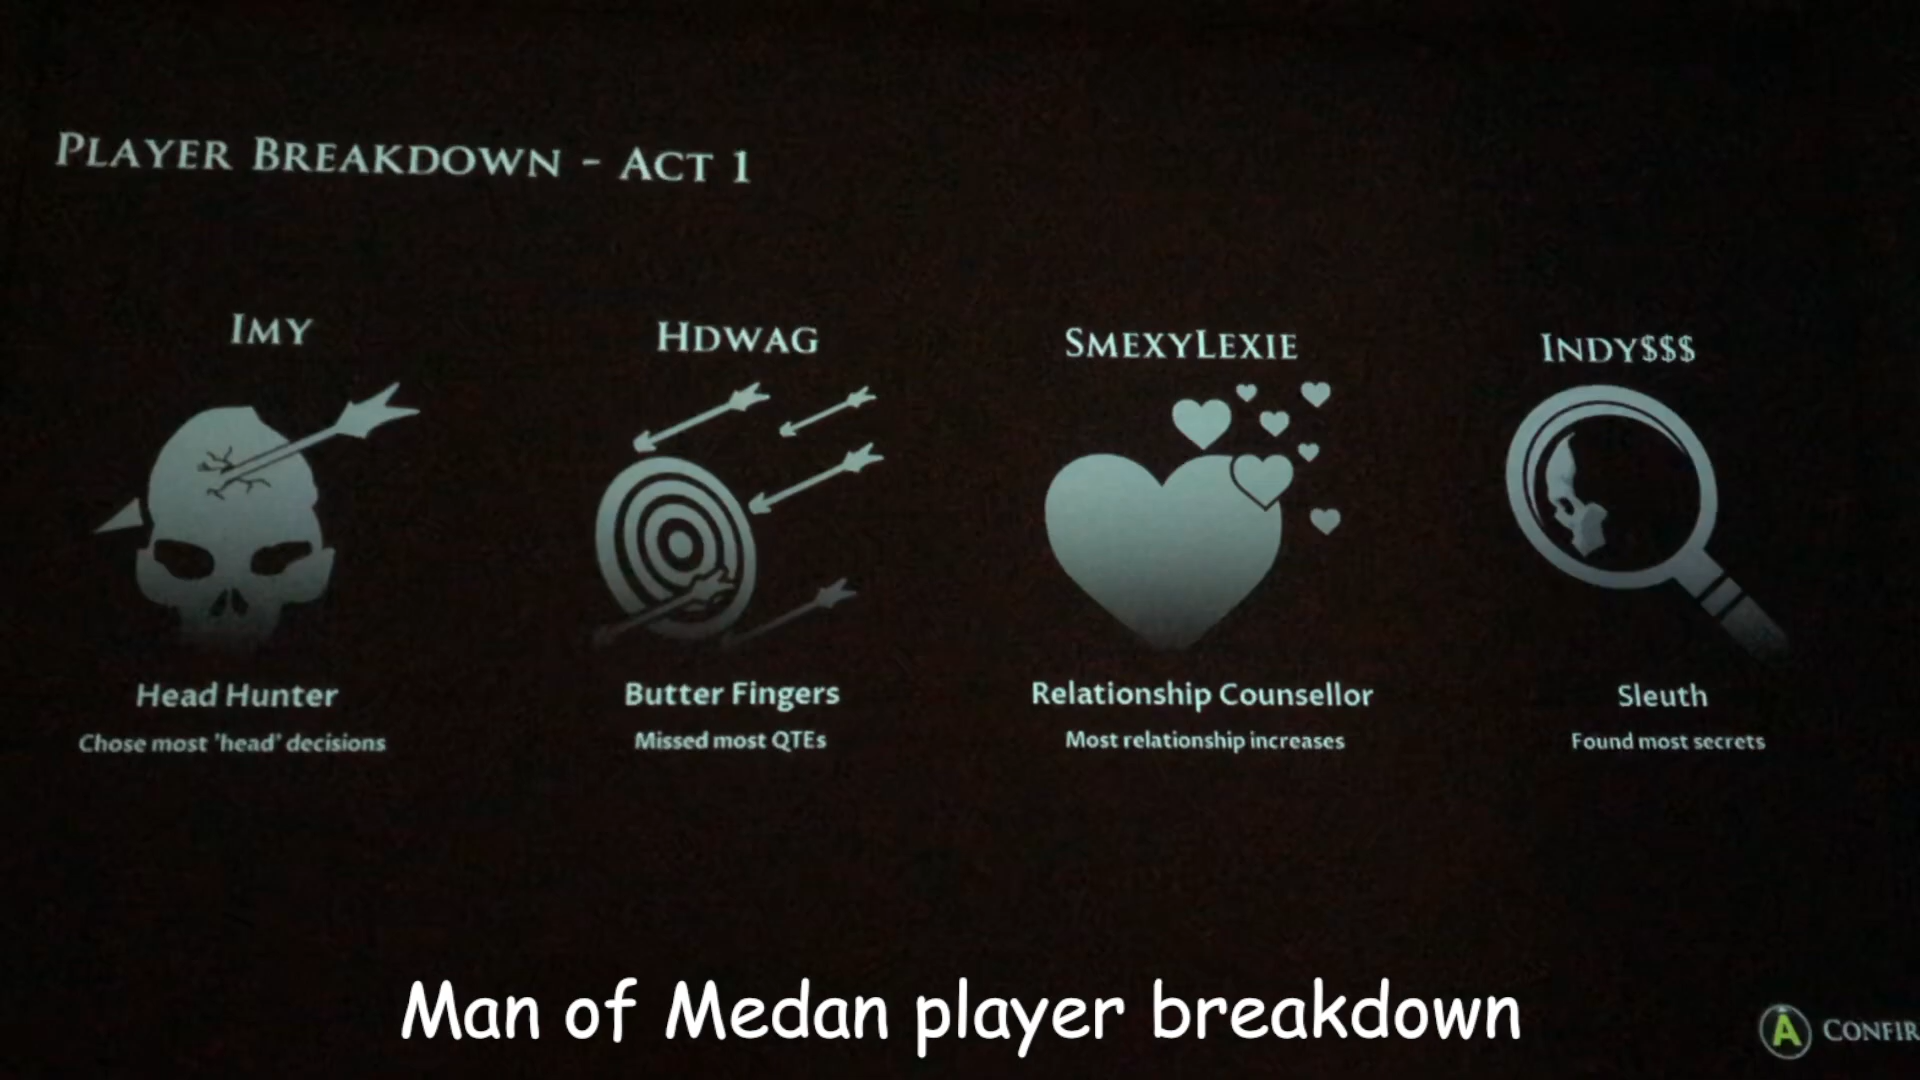 Player Breakdown - Act 1
Imy
Hdwag
SmexyLexie
Indy$$$
Head Hunter
Butter Fingers
Relationship Counsellor
Sleuth
Chose most 'head' decisions
Missed most QTEs
Most relationship increases
Found most secrets
Man of Medan player breakdown
A Confir